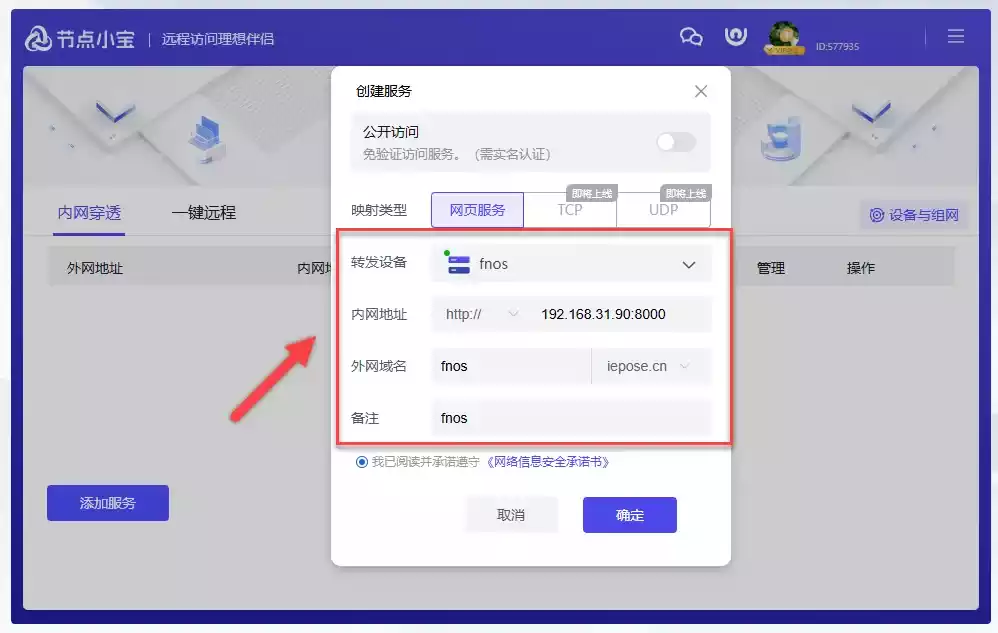 节点小宝 | 远程访问理想伴侣
ID:577935
创建服务
公开访问
免验证访问服务。（需实名认证）
内网穿透 一键远程
映射类型 网页服务 TCP 即将上线 UDP 即将上线
设备与组网
外网地址 内网地 管理 操作
转发设备 fnos
内网地址 http:// 192.168.31.90:8000
外网域名 fnos iepose.cn
备注 fnos
我已阅读并承诺遵守《网络信息安全承诺书》
添加服务 取消 确定